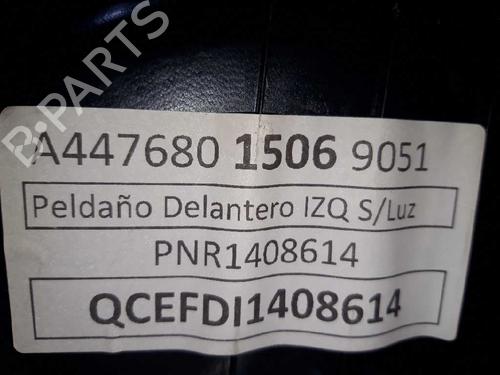 B-PARTS
A447680 1506 9051
Peldaño Delantero IZQ S/Luz
PNR1408614
QCEFDI1408614